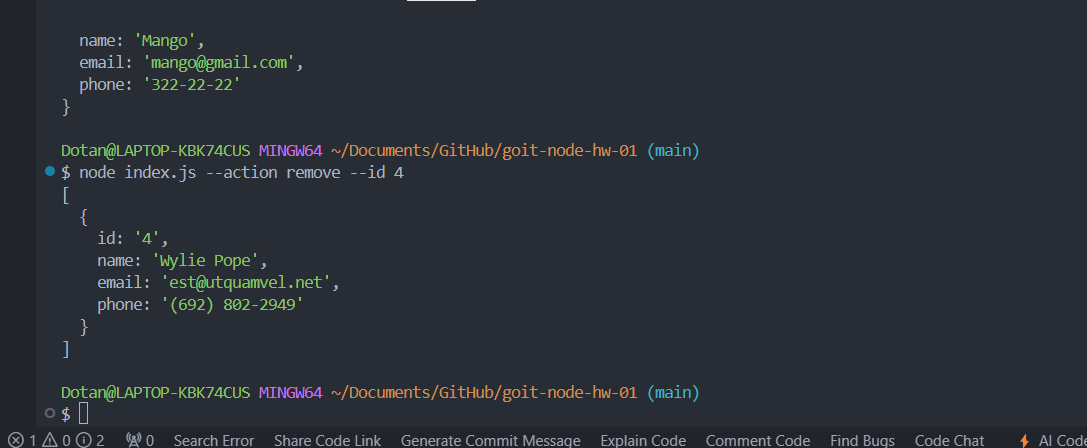 name: 'Mango',
email: 'mango@gmail.com',
phone: '322-22-22'
}
Dotan@LAPTOP-KBK74CUS MINGW64 ~/Documents/GitHub/goit-node-hw-01 (main)
$ node index.js --action remove --id 4
[
{
id: '4',
name: 'Wylie Pope',
email: 'est@utquamvel.net',
phone: '(692) 802-2949'
}
]
Dotan@LAPTOP-KBK74CUS MINGW64 ~/Documents/GitHub/goit-node-hw-01 (main)
$
1 0 2 0 Search Error Share Code Link Generate Commit Message Explain Code Comment Code Find Bugs Code Chat AI Code